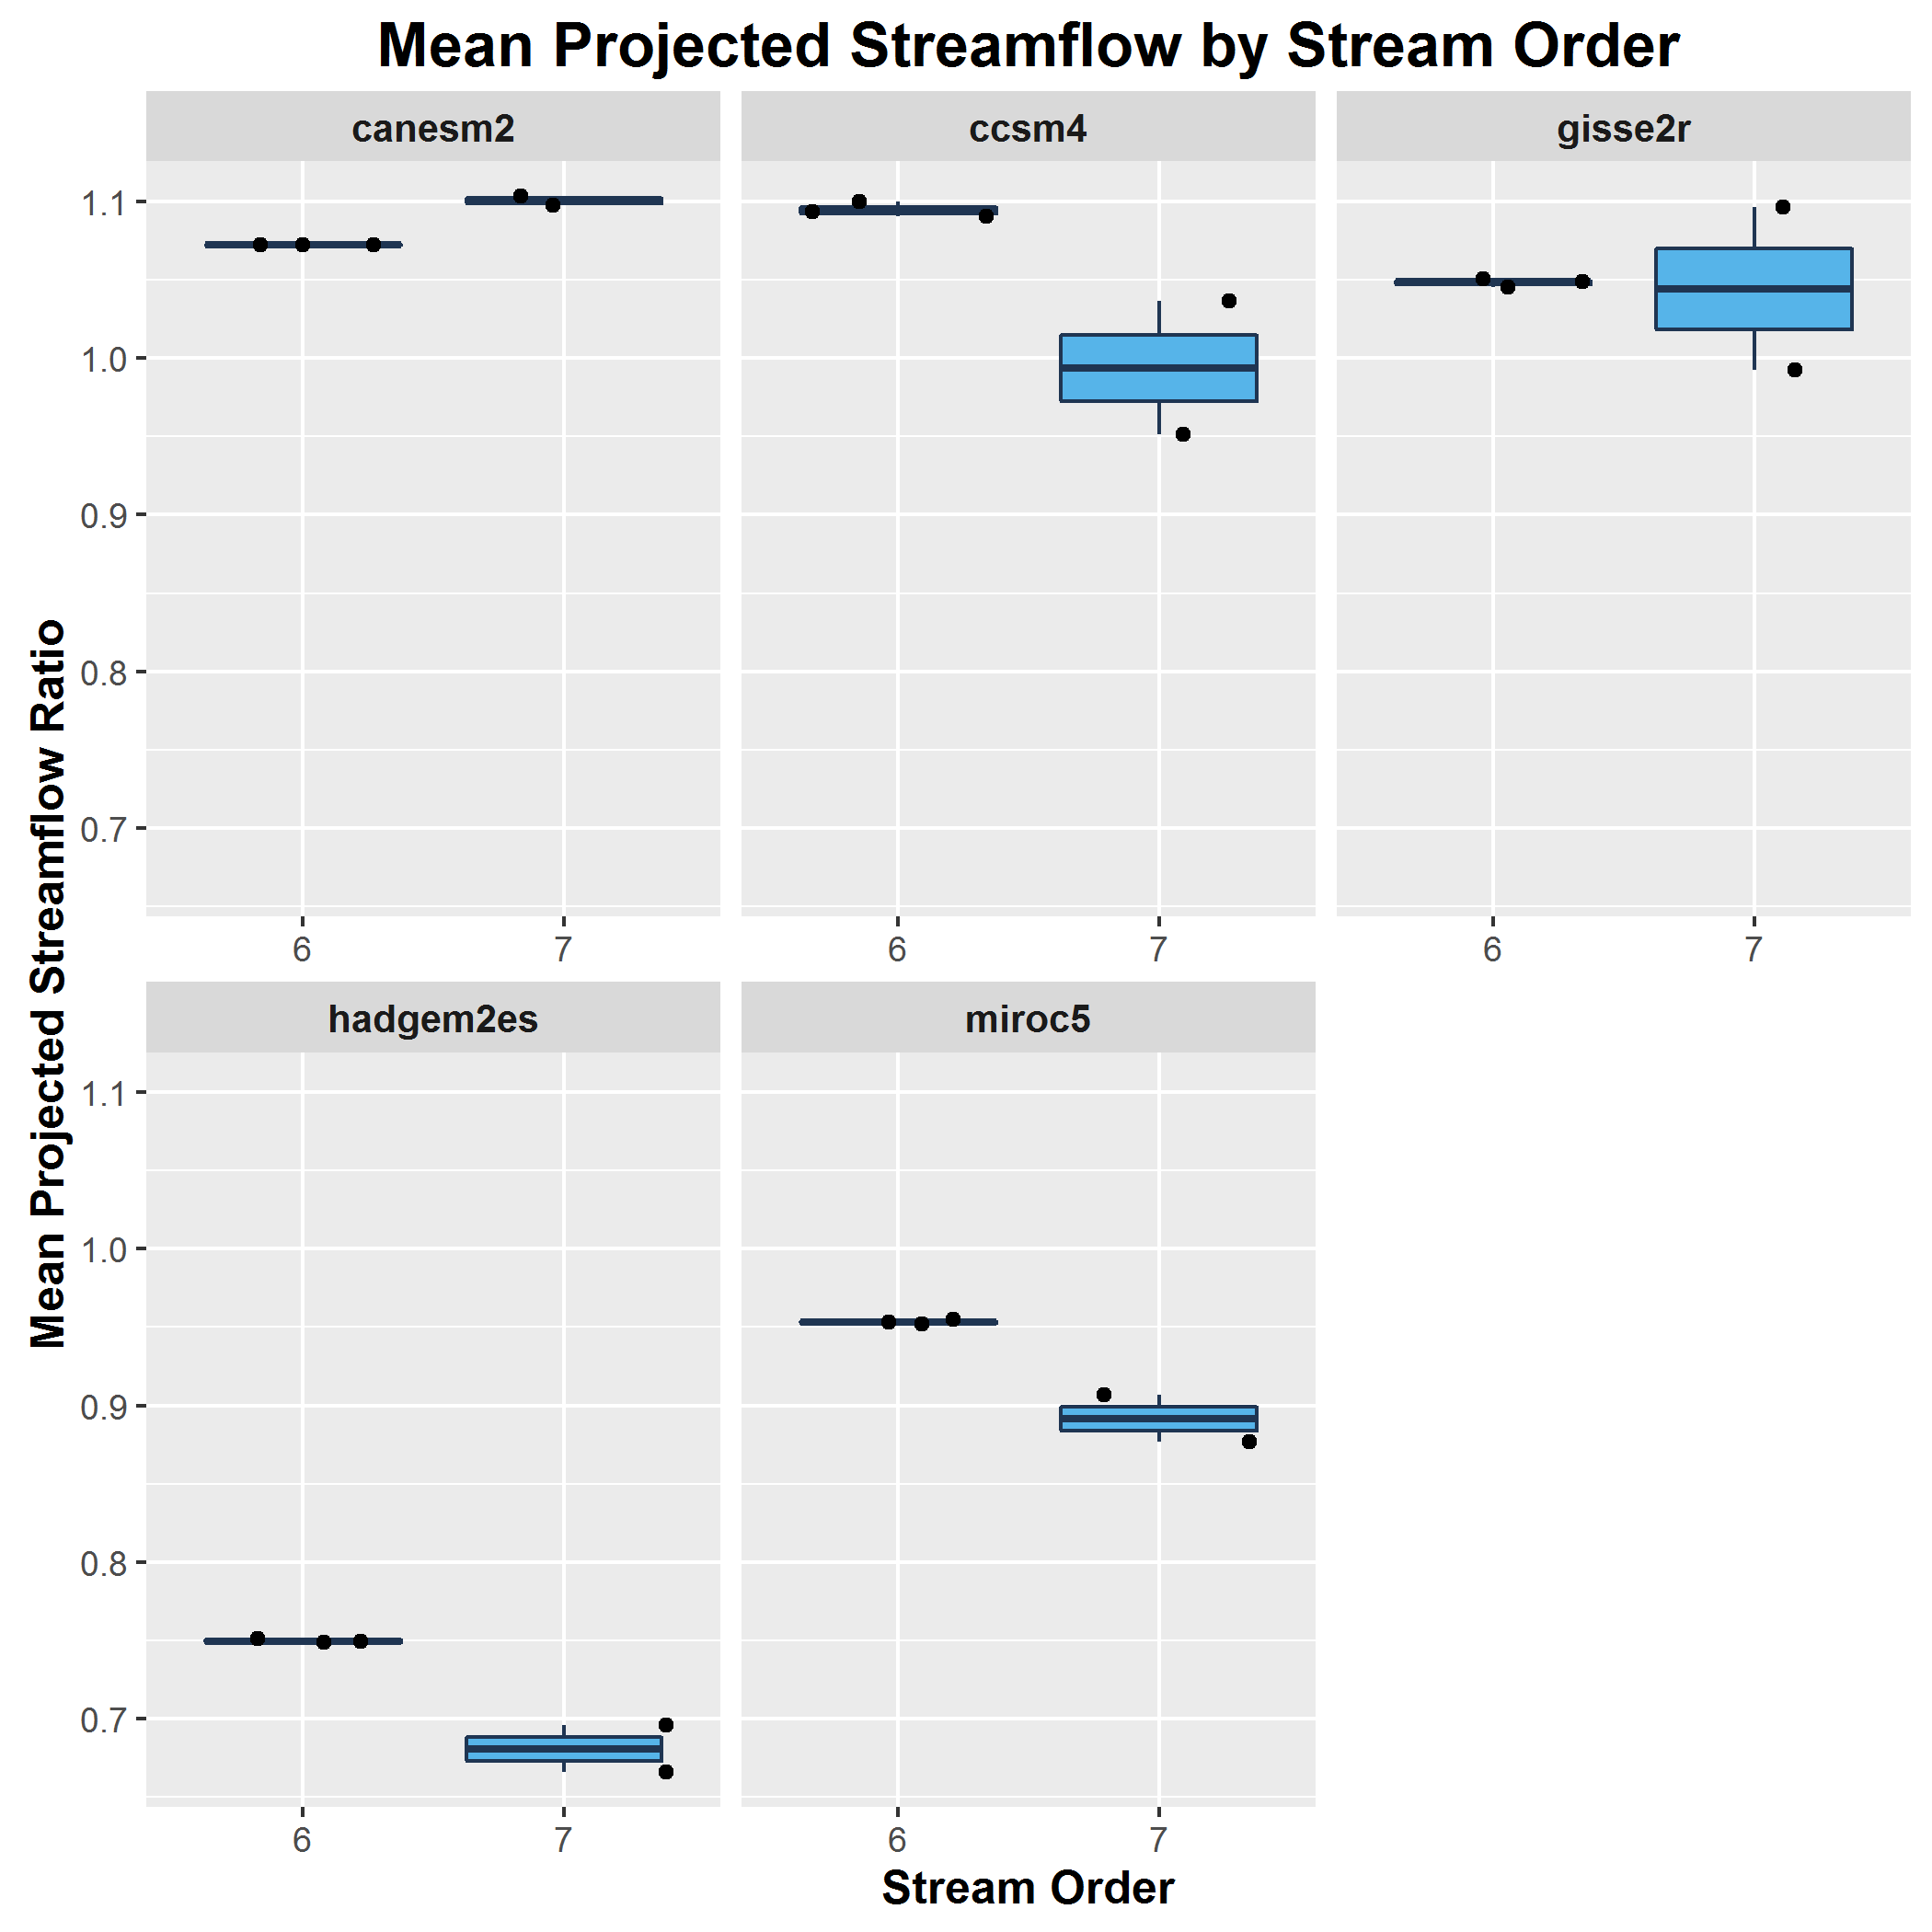 Mean Projected Streamflow by Stream Order
canesm2
ccsm4
gisse2r
1.1
1.0
0.9
0.8
0.7
6
7
6
7
6
7
Mean Projected Streamflow Ratio
hadgem2es
miroc5
1.1
1.0
0.9
0.8
0.7
6
7
6
7
Stream Order